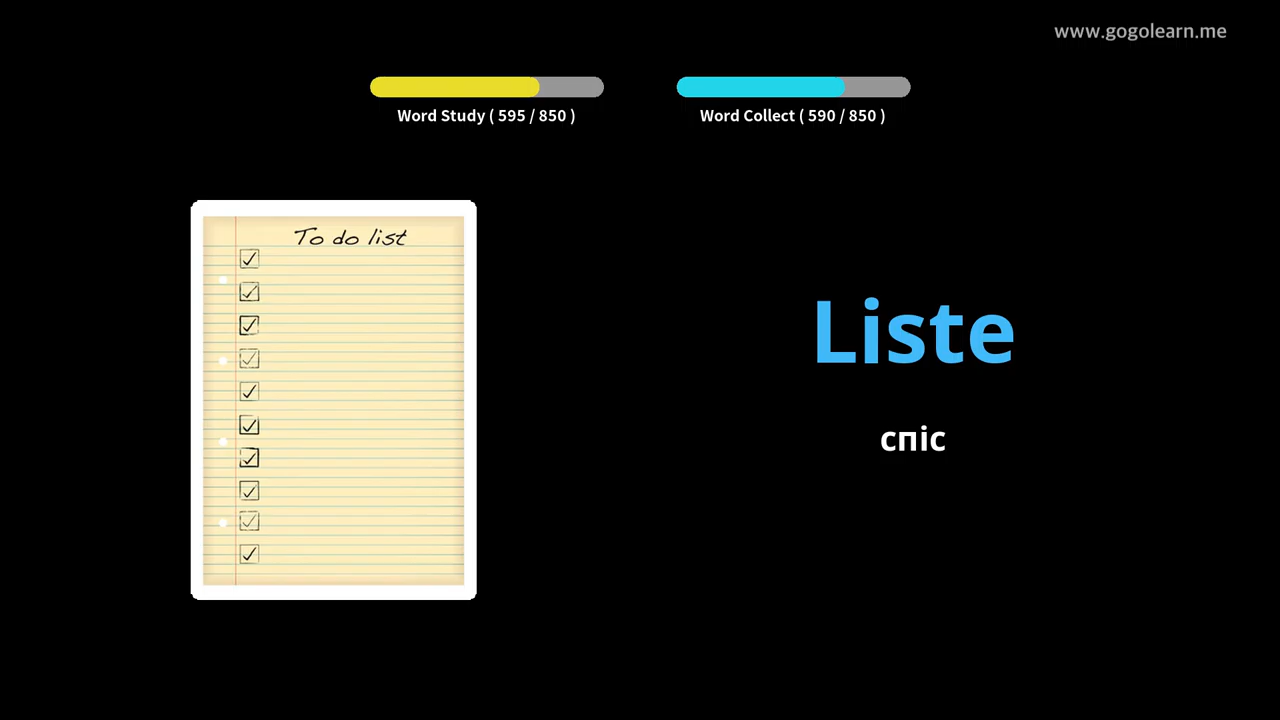 www.gogolearn.me
Word Study ( 595 / 850 )
Word Collect ( 590 / 850 )
To do list
Liste
спіс